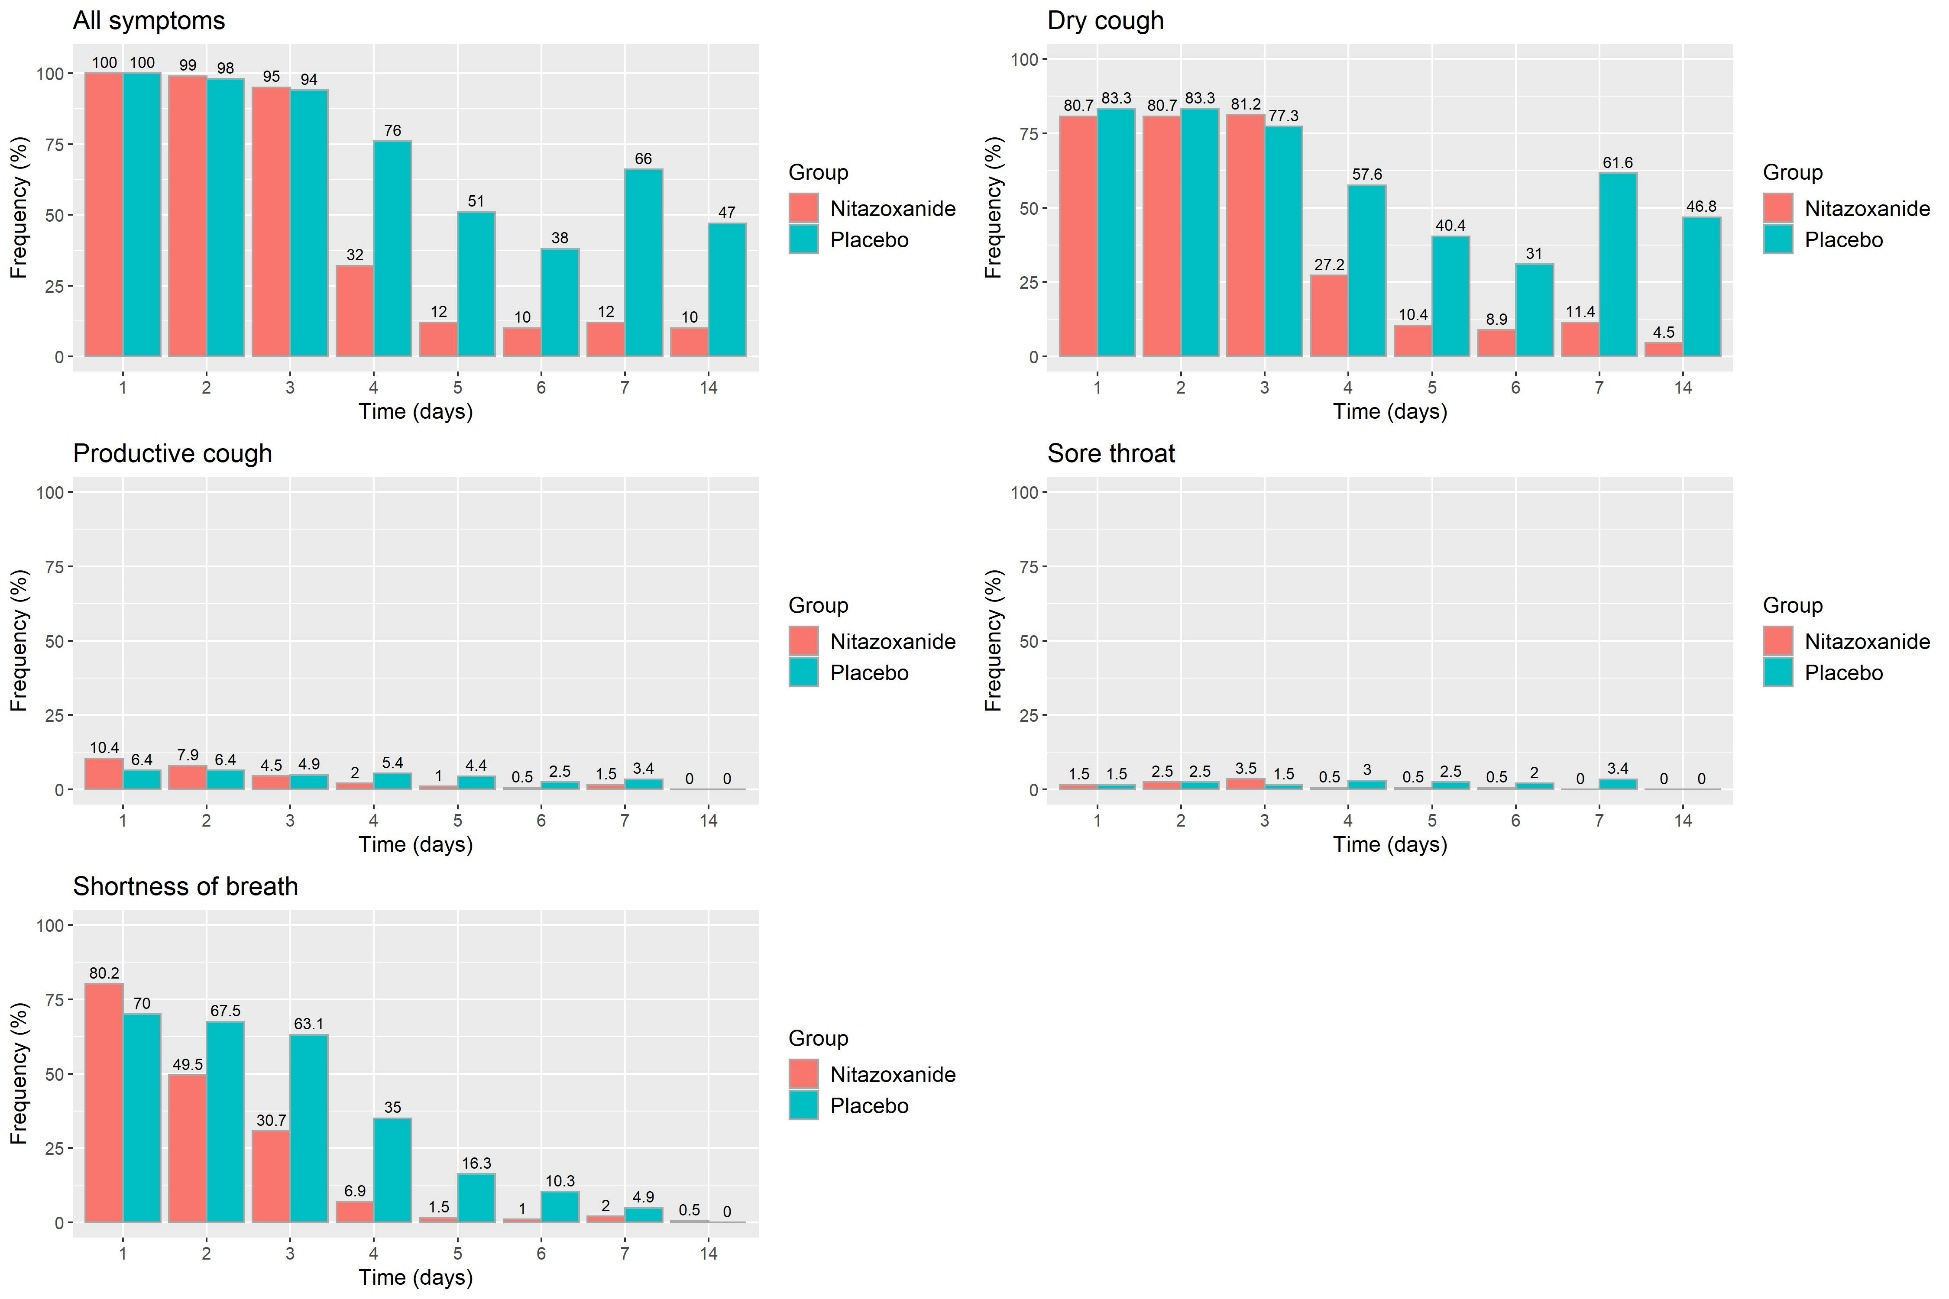 All symptoms
Frequency (%)
100
75
50
25
0
100 100 99 98 95 94 32 76 12 51 10 38 12 66 10 47
1 2 3 4 5 6 7 14
Time (days)
Group
Nitazoxanide
Placebo
Dry cough
Frequency (%)
100
75
50
25
0
80.7 83.3 80.7 83.3 81.2 77.3 27.2 57.6 10.4 40.4 8.9 31 11.4 61.6 4.5 46.8
1 2 3 4 5 6 7 14
Time (days)
Group
Nitazoxanide
Placebo
Productive cough
Frequency (%)
100
75
50
25
0
10.4 6.4 7.9 6.4 4.5 4.9 2 5.4 1 4.4 0.5 2.5 1.5 3.4 0 0
1 2 3 4 5 6 7 14
Time (days)
Group
Nitazoxanide
Placebo
Sore throat
Frequency (%)
100
75
50
25
0
1.5 1.5 2.5 2.5 3.5 1.5 0.5 3 0.5 2.5 0.5 2 0 3.4 0 0
1 2 3 4 5 6 7 14
Time (days)
Group
Nitazoxanide
Placebo
Shortness of breath
Frequency (%)
100
75
50
25
0
80.2 70 49.5 67.5 30.7 63.1 6.9 35 1.5 16.3 1 10.3 2 4.9 0.5 0
1 2 3 4 5 6 7 14
Time (days)
Group
Nitazoxanide
Placebo